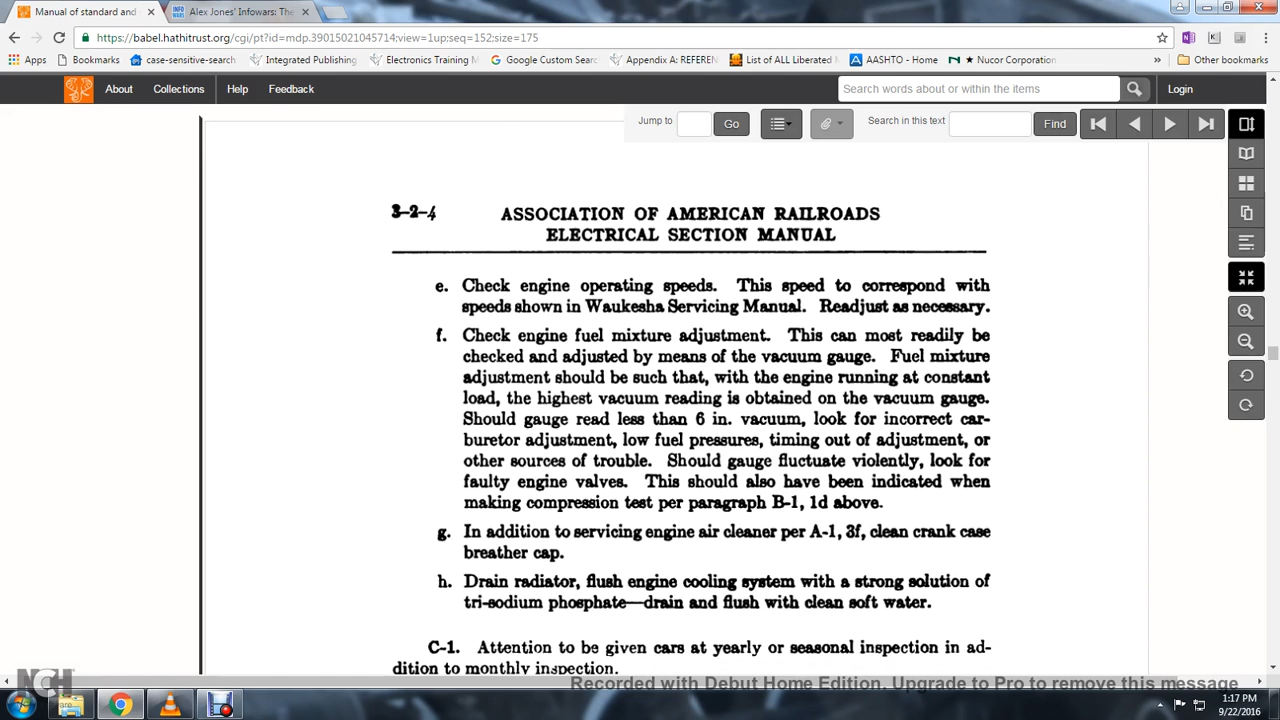 Manual of standard and
Alex Jones' Infowars: The
https://babel.hathitrust.org/cgi/pt?id=mdp.39015021045714;view=1up;seq=152;size=175
Apps
Bookmarks
case-sensitive-search
Integrated Publishing
Electronics Training M
Google Custom Sear
Appendix A: REFEREN
List of ALL Liberated
AASHTO - Home
Nucor Corporation
»
Other bookmarks
About
Collections
Help
Feedback
Search words about or within the items
Login
Jump to
Go
Search in this text
Find
3-2-4
ASSOCIATION OF AMERICAN RAILROADS
ELECTRICAL SECTION MANUAL
e. Check engine operating speeds. This speed to correspond with
speeds shown in Waukesha Servicing Manual. Readjust as necessary.
f. Check engine fuel mixture adjustment. This can most readily be
checked and adjusted by means of the vacuum gauge. Fuel mixture
adjustment should be such that, with the engine running at constant
load, the highest vacuum reading is obtained on the vacuum gauge.
Should gauge read less than 6 in. vacuum, look for incorrect car-
buretor adjustment, low fuel pressures, timing out of adjustment, or
other sources of trouble. Should gauge fluctuate violently, look for
faulty engine valves. This should also have been indicated when
making compression test per paragraph B-1, 1d above.
g. In addition to servicing engine air cleaner per A-1, 3f, clean crank case
breather cap.
h. Drain radiator, flush engine cooling system with a strong solution of
tri-sodium phosphate—drain and flush with clean soft water.
C-1. Attention to be given cars at yearly or seasonal inspection in ad-
dition to monthly inspection.
NCH
Recorded with Debut Home Edition. Upgrade to Pro to remove this message
1:17 PM
9/22/2016